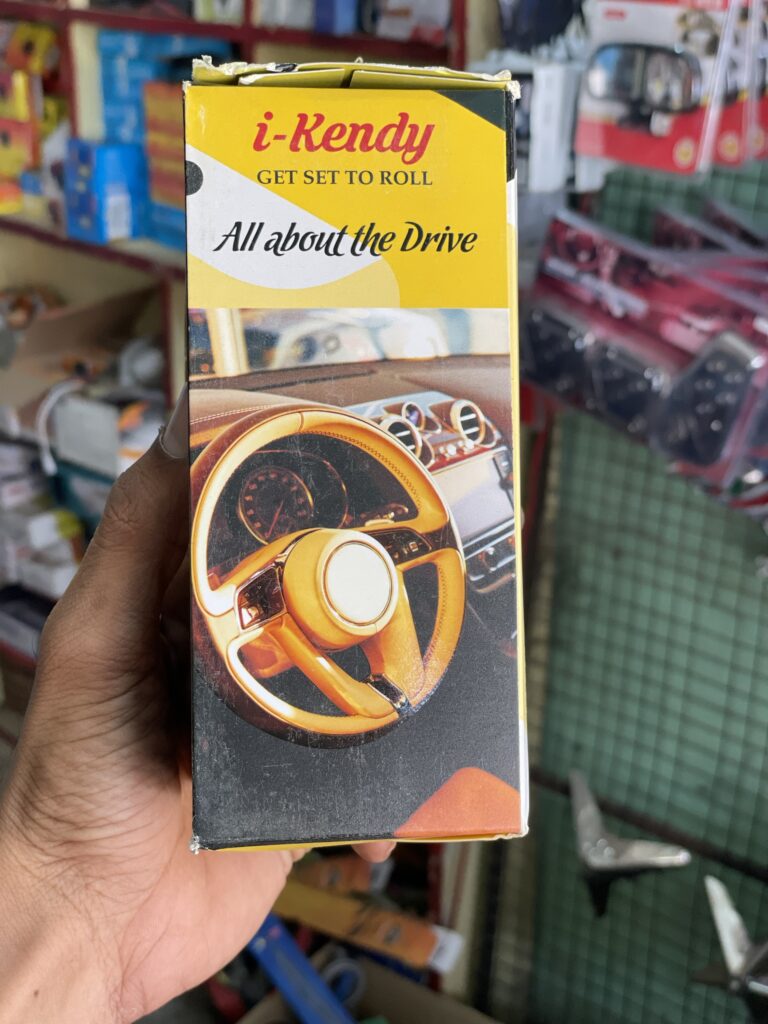 i-Kendy
GET SET TO ROLL
All about the Drive